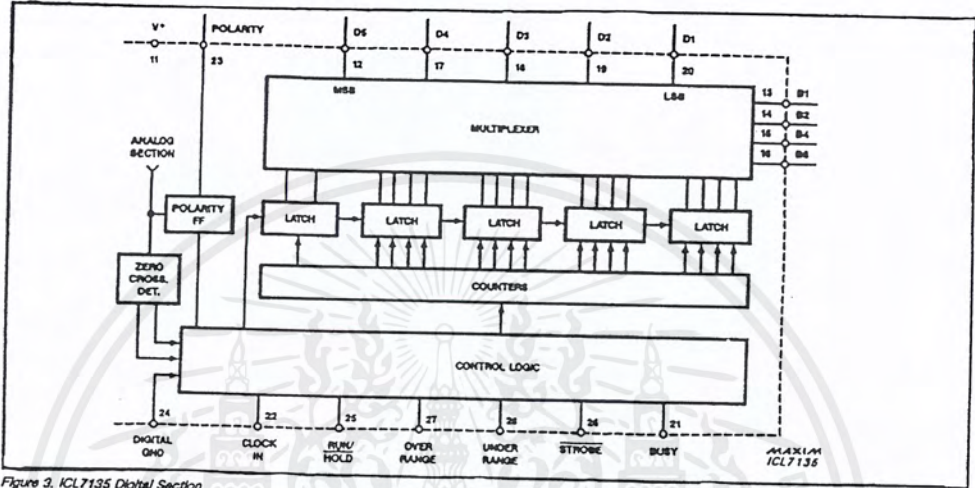 V+
POLARITY
D5
D4
D3
D2
D1
11
23
12
17
18
19
20
MSB
LSB
13 B1
14 B2
15 B4
16 B8
MULTIPLEXER
ANALOG
SECTION
POLARITY
FF
LATCH
LATCH
LATCH
LATCH
LATCH
ZERO
CROSS.
DET.
COUNTERS
CONTROL LOGIC
24
22
25
27
28
26
21
DIGITAL
GND
CLOCK
IN
RUN/
HOLD
OVER
RANGE
UNDER
RANGE
STROBE
BUSY
MAXIM
ICL7135
Figure 3. ICL7135 Digital Section